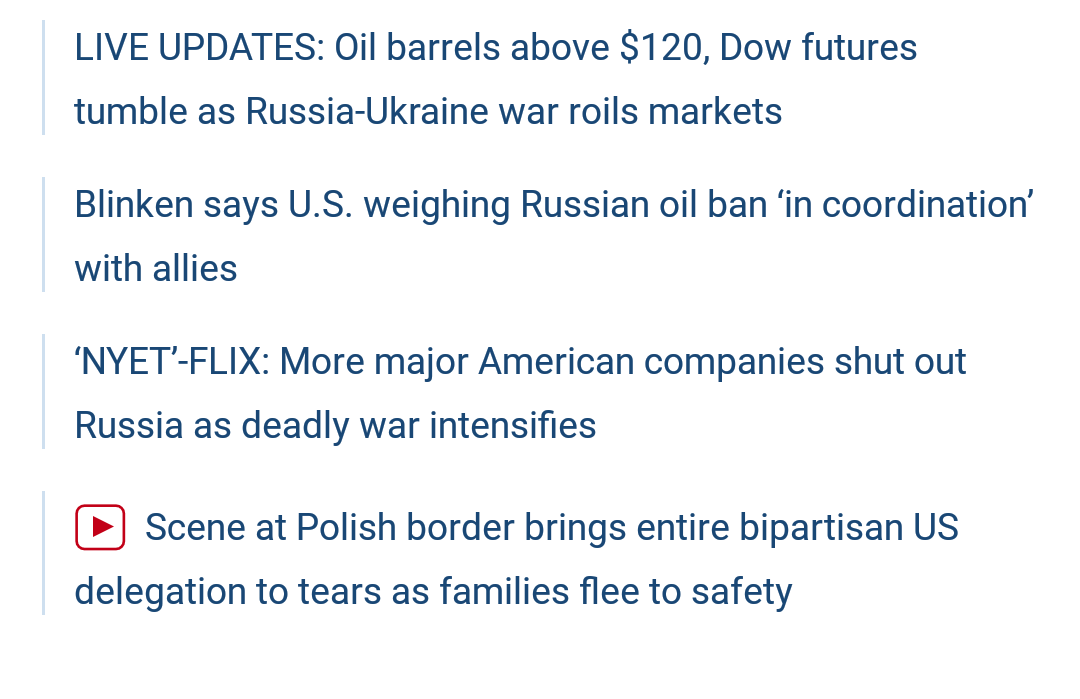 LIVE UPDATES: Oil barrels above $120, Dow futures
tumble as Russia-Ukraine war roils markets
Blinken says U.S. weighing Russian oil ban ‘in coordination’
with allies
‘NYET’-FLIX: More major American companies shut out
Russia as deadly war intensifies
Scene at Polish border brings entire bipartisan US
delegation to tears as families flee to safety